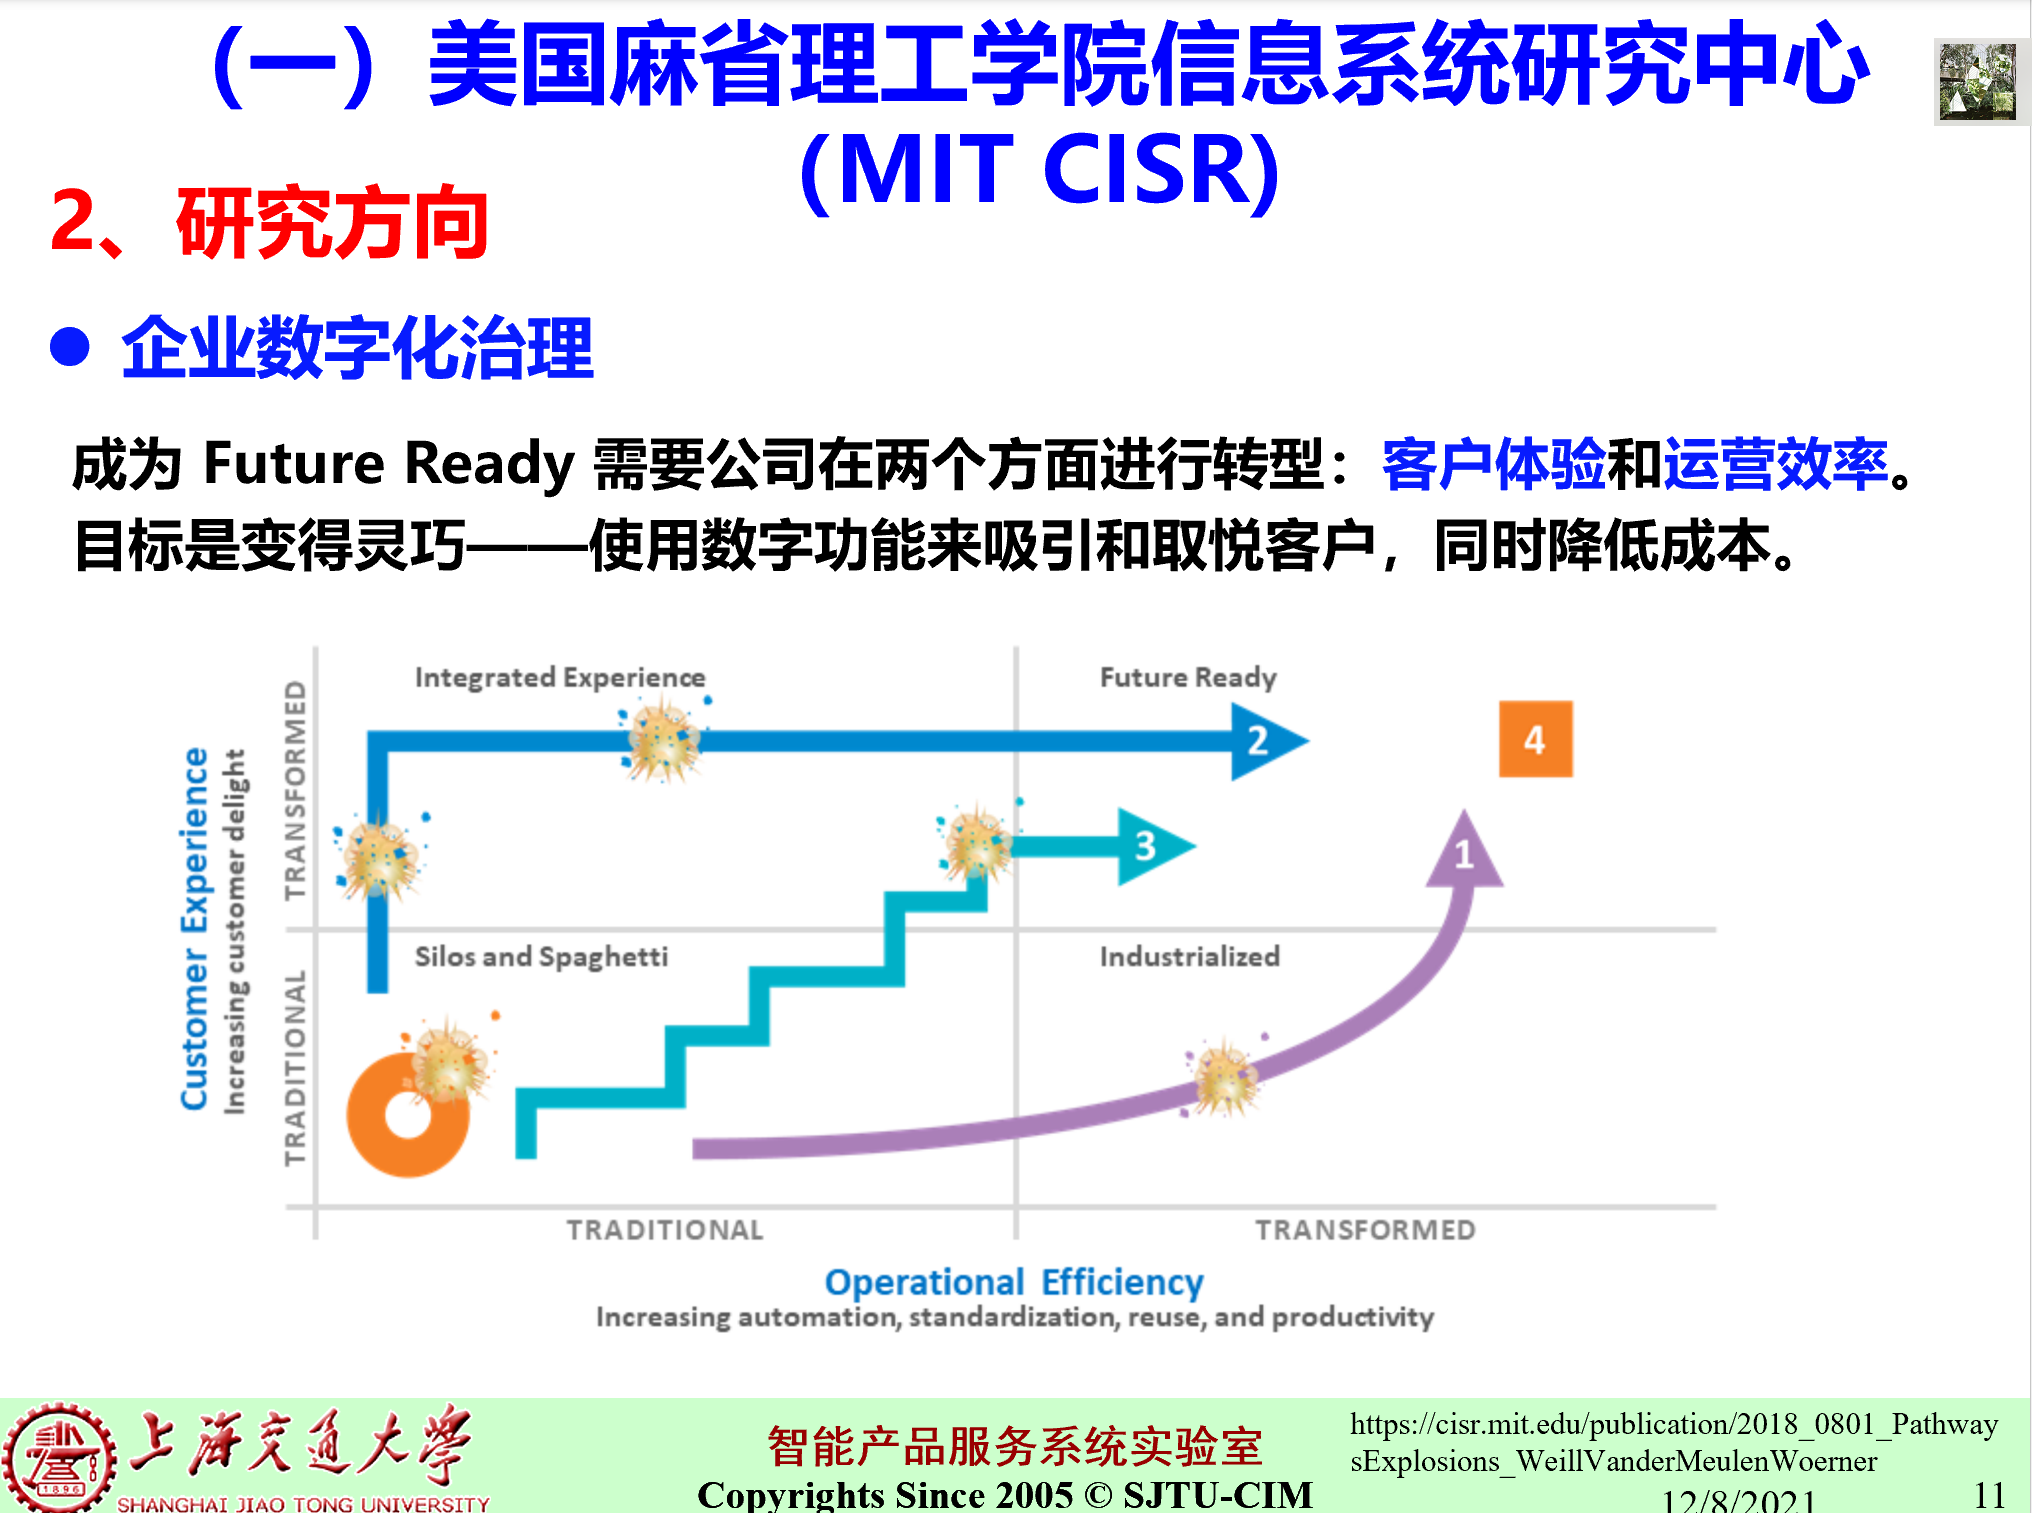 （一）美国麻省理工学院信息系统研究中心
(MIT CISR)
2、研究方向
● 企业数字化治理
成为 Future Ready 需要公司在两个方面进行转型：客户体验和运营效率。
目标是变得灵巧——使用数字功能来吸引和取悦客户，同时降低成本。
Customer Experience
Increasing customer delight
TRANSFORMED
TRADITIONAL
Integrated Experience
Future Ready
2
4
3
1
Silos and Spaghetti
Industrialized
TRADITIONAL
TRANSFORMED
Operational Efficiency
Increasing automation, standardization, reuse, and productivity
上海交通大学
SHANGHAI JIAO TONG UNIVERSITY
1896
智能产品服务系统实验室
Copyrights Since 2005 © SJTU-CIM
https://cisr.mit.edu/publication/2018_0801_Pathway
sExplosions_WeillVanderMeulenWoerner
12/8/2021
11